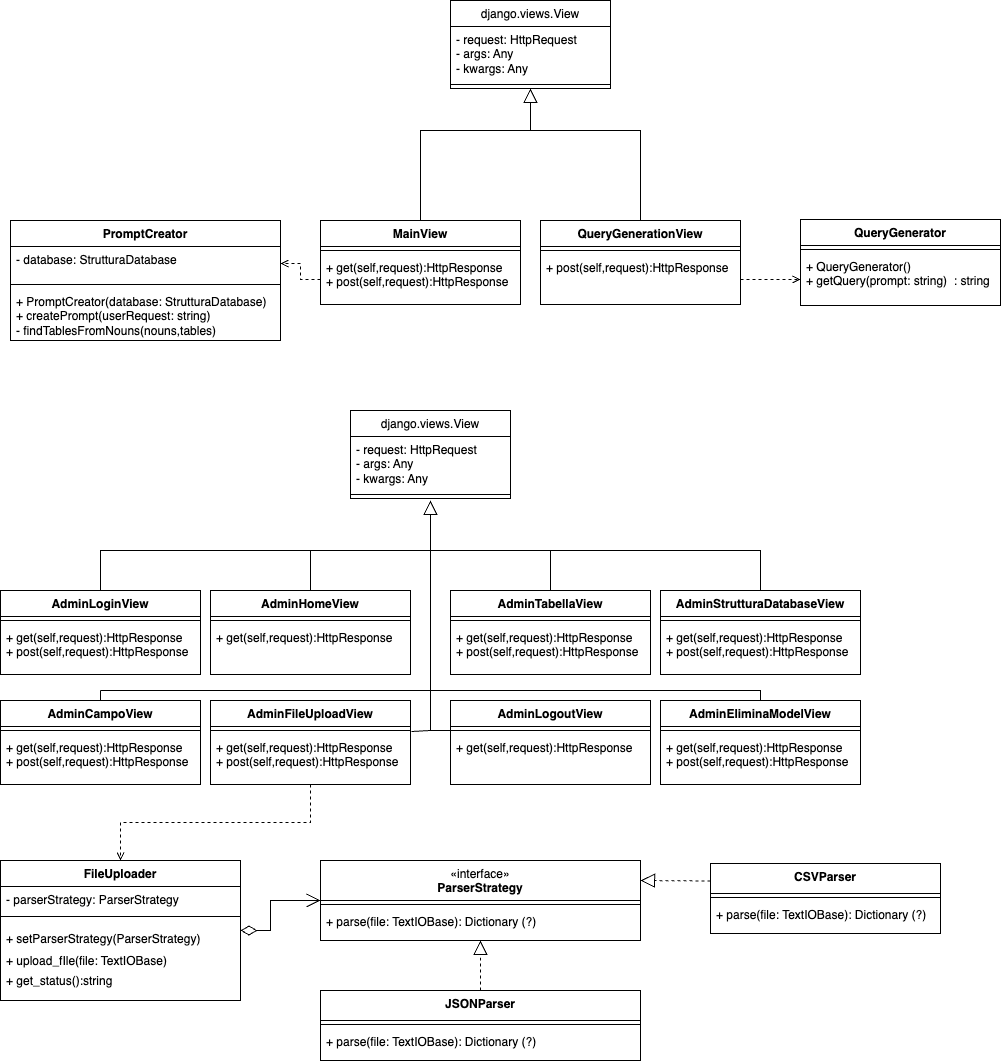 django.views.View
- request: HttpRequest
- args: Any
- kwargs: Any
PromptCreator
- database: StrutturaDatabase
+ PromptCreator(database: StrutturaDatabase)
+ createPrompt(userRequest: string)
- findTablesFromNouns(nouns,tables)
MainView
+ get(self,request):HttpResponse
+ post(self,request):HttpResponse
QueryGenerationView
+ post(self,request):HttpResponse
QueryGenerator
+ QueryGenerator()
+ getQuery(prompt: string) : string
django.views.View
- request: HttpRequest
- args: Any
- kwargs: Any
AdminLoginView
+ get(self,request):HttpResponse
+ post(self,request):HttpResponse
AdminHomeView
+ get(self,request):HttpResponse
AdminTabellaView
+ get(self,request):HttpResponse
+ post(self,request):HttpResponse
AdminStrutturaDatabaseView
+ get(self,request):HttpResponse
+ post(self,request):HttpResponse
AdminCampoView
+ get(self,request):HttpResponse
+ post(self,request):HttpResponse
AdminFileUploadView
+ get(self,request):HttpResponse
+ post(self,request):HttpResponse
AdminLogoutView
+ get(self,request):HttpResponse
AdminEliminaModelView
+ get(self,request):HttpResponse
+ post(self,request):HttpResponse
FileUploader
- parserStrategy: ParserStrategy
+ setParserStrategy(ParserStrategy)
+ upload_fIle(file: TextIOBase)
+ get_status():string
«interface»
ParserStrategy
+ parse(file: TextIOBase): Dictionary (?)
CSVParser
+ parse(file: TextIOBase): Dictionary (?)
JSONParser
+ parse(file: TextIOBase): Dictionary (?)